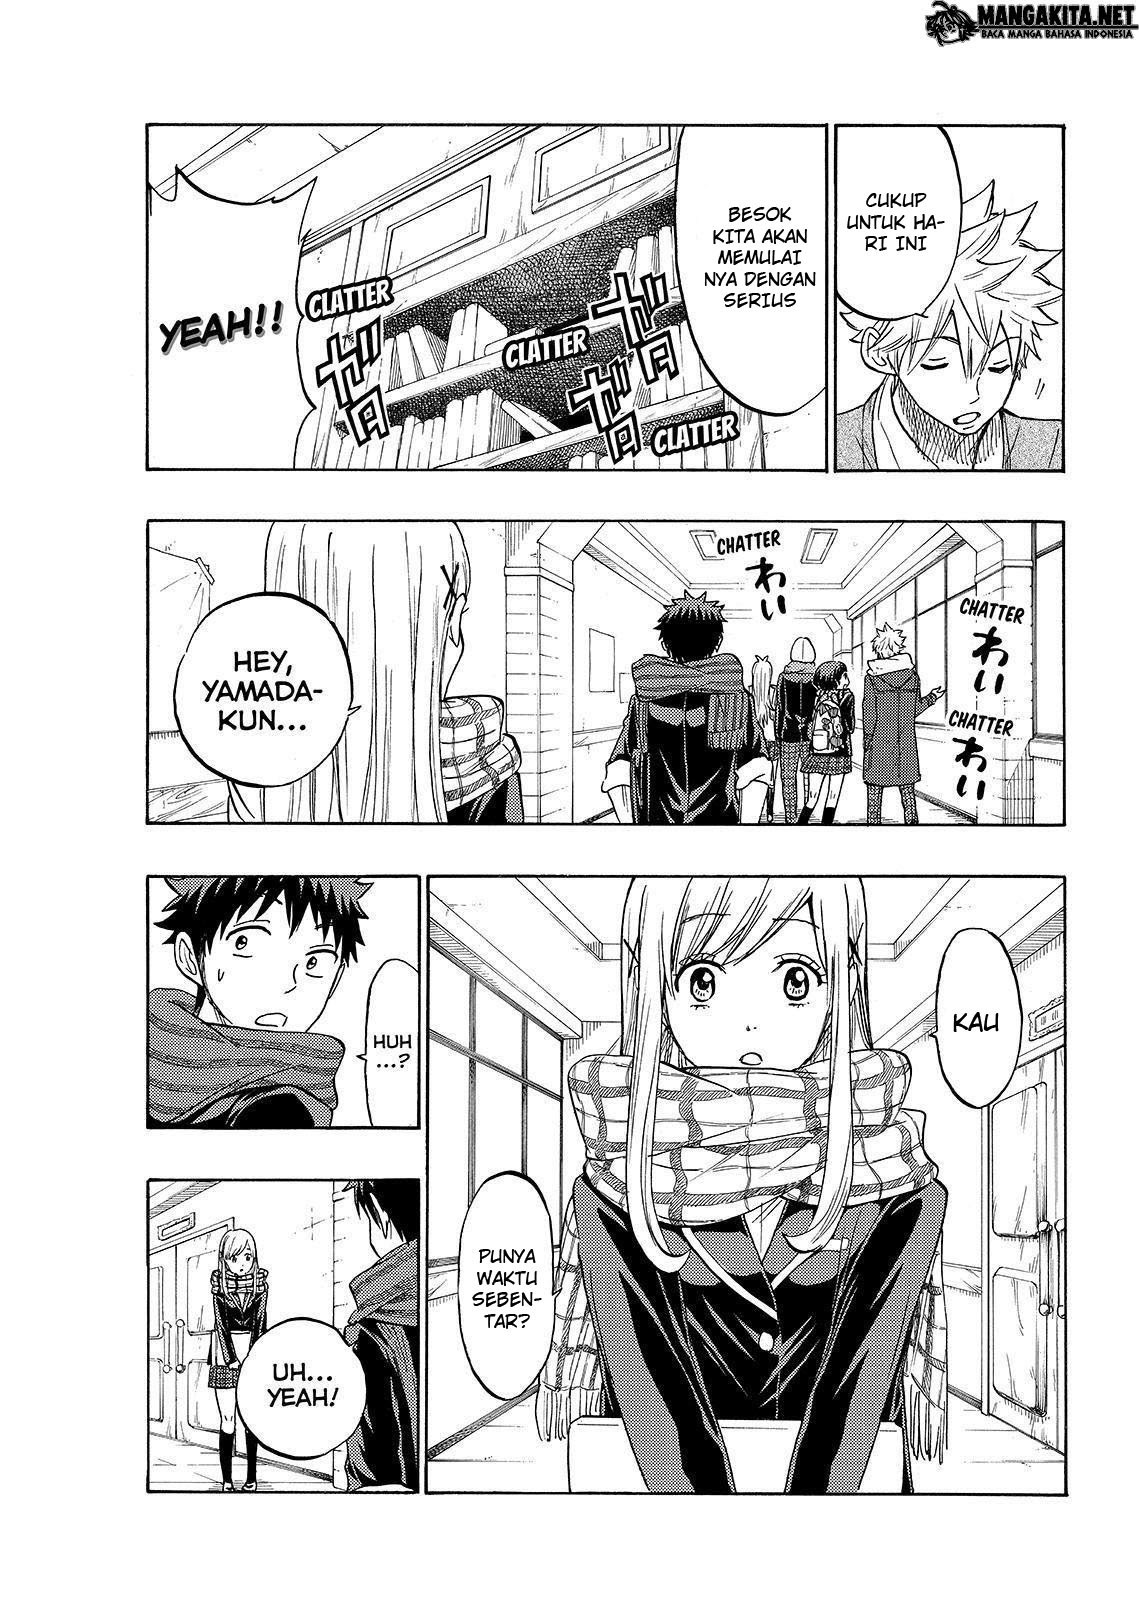 MANGAKITA.NET
BACA MANGA BAHASA INDONESIA
CUKUP
UNTUK HA-
RI INI
BESOK
KITA AKAN
MEMULAI
NYA DENGAN
SERIUS
ガタ
CLATTER
ガタ
CLATTER
ガタ
CLATTER
CLATTER
YEAH!!
CHATTER
わい
CHATTER
わい
CHATTER
わい
HEY,
YAMADA-
KUN...
KAU
PUNYA
WAKTU
SEBEN-
TAR?
HUH
...?
UH...
YEAH!